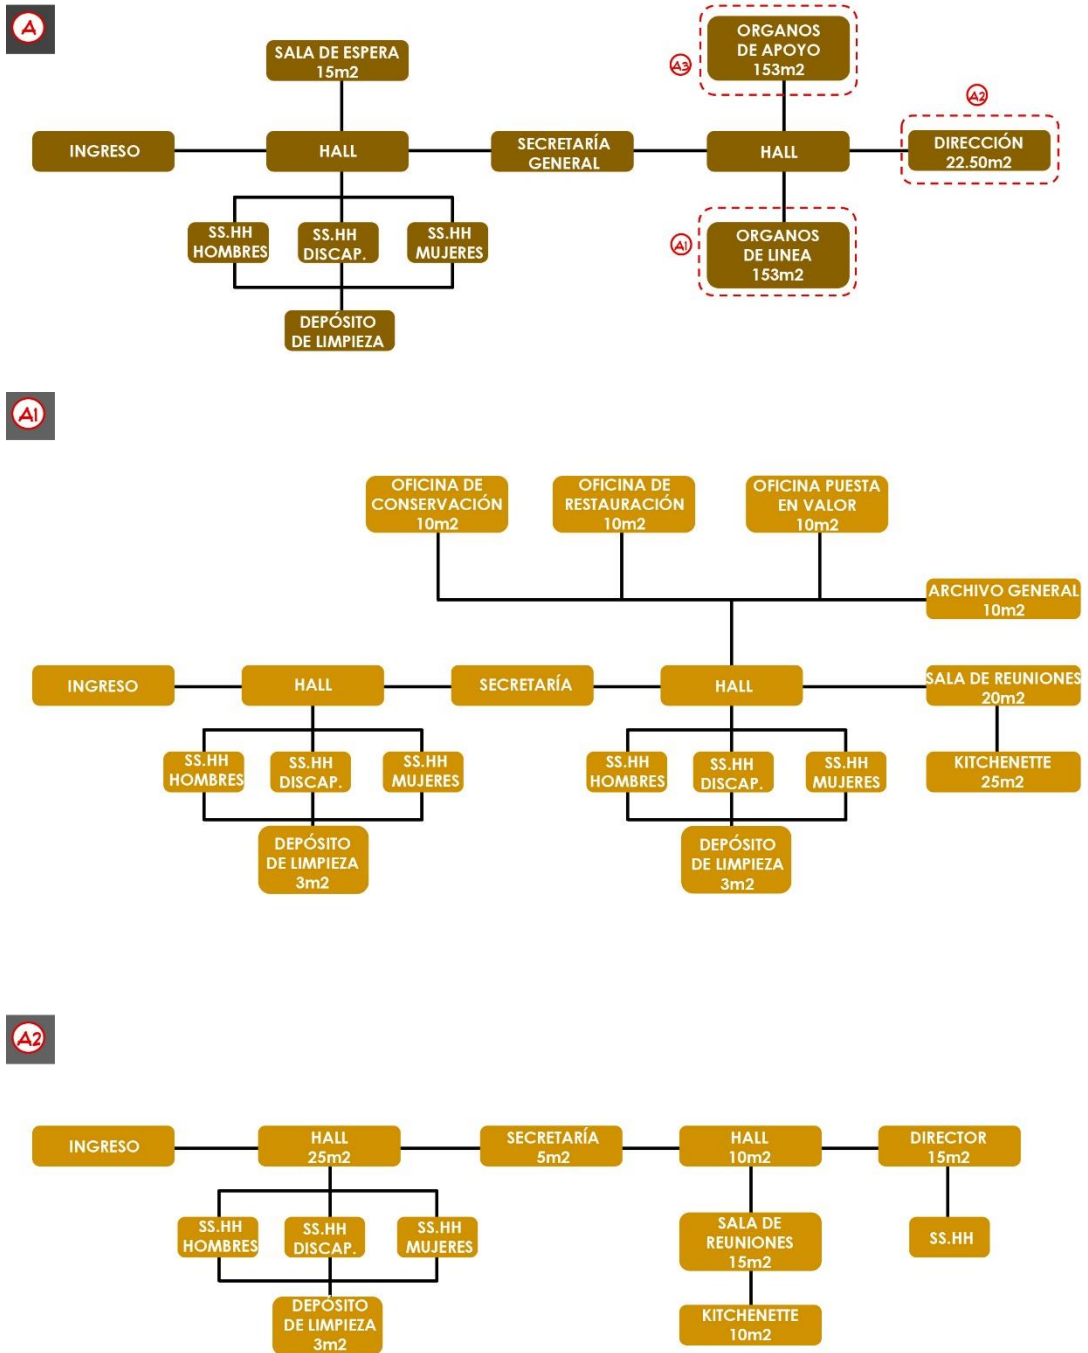 A
ORGANOS
DE APOYO
153m2
SALA DE ESPERA
15m2
A3
A2
INGRESO
HALL
SECRETARÍA
GENERAL
HALL
DIRECCIÓN
22.50m2
SS.HH
HOMBRES
SS.HH
DISCAP.
SS.HH
MUJERES
A1
ORGANOS
DE LINEA
153m2
DEPÓSITO
DE LIMPIEZA
A1
OFICINA DE
CONSERVACIÓN
10m2
OFICINA DE
RESTAURACIÓN
10m2
OFICINA PUESTA
EN VALOR
10m2
ARCHIVO GENERAL
10m2
INGRESO
HALL
SECRETARÍA
HALL
SALA DE REUNIONES
20m2
SS.HH
HOMBRES
SS.HH
DISCAP.
SS.HH
MUJERES
SS.HH
HOMBRES
SS.HH
DISCAP.
SS.HH
MUJERES
KITCHENETTE
25m2
DEPÓSITO
DE LIMPIEZA
3m2
DEPÓSITO
DE LIMPIEZA
3m2
A2
INGRESO
HALL
25m2
SECRETARÍA
5m2
HALL
10m2
DIRECTOR
15m2
SS.HH
HOMBRES
SS.HH
DISCAP.
SS.HH
MUJERES
SALA DE
REUNIONES
15m2
SS.HH
DEPÓSITO
DE LIMPIEZA
3m2
KITCHENETTE
10m2